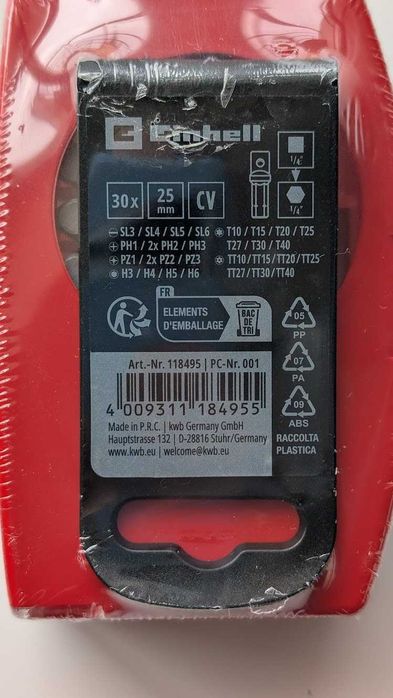 Einhell
30x
25 mm
CV
1/4"
1/4"
SL3 / SL4 / SL5 / SL6
PH1 / 2x PH2 / PH3
PZ1 / 2x PZ2 / PZ3
H3 / H4 / H5 / H6
T10 / T15 / T20 / T25
T27 / T30 / T40
TT10/TT15/TT20/TT25
TT27/TT30/TT40
FR
ELEMENTS
D'EMBALLAGE
BAC
DE
TRI
05
PP
07
PA
09
ABS
RACCOLTA
PLASTICA
Art.-Nr. 118495 | PC-Nr. 001
4 009311 184955
Made in P.R.C. | kwb Germany GmbH
Hauptstrasse 132 | D-28816 Stuhr/Germany
www.kwb.eu | welcome@kwb.eu